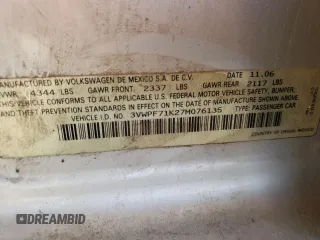 MANUFACTURED BY VOLKSWAGEN DE MEXICO S.A. DE C.V. DATE 11.06
GVWR 4344 LBS GAWR FRONT 2337 LBS GAWR REAR 2117 LBS
THIS VEHICLE CONFORMS TO ALL APPLICABLE U.S. FEDERAL MOTOR VEHICLE SAFETY, BUMPER,
AND THEFT PREVENTION STANDARDS IN EFFECT ON THE DATE OF MANUFACTURE SHOWN ABOVE.
VEHICLE I.D. NO. 3VWPF71K27M076135 TYPE: PASSENGER CAR
DREAMBID